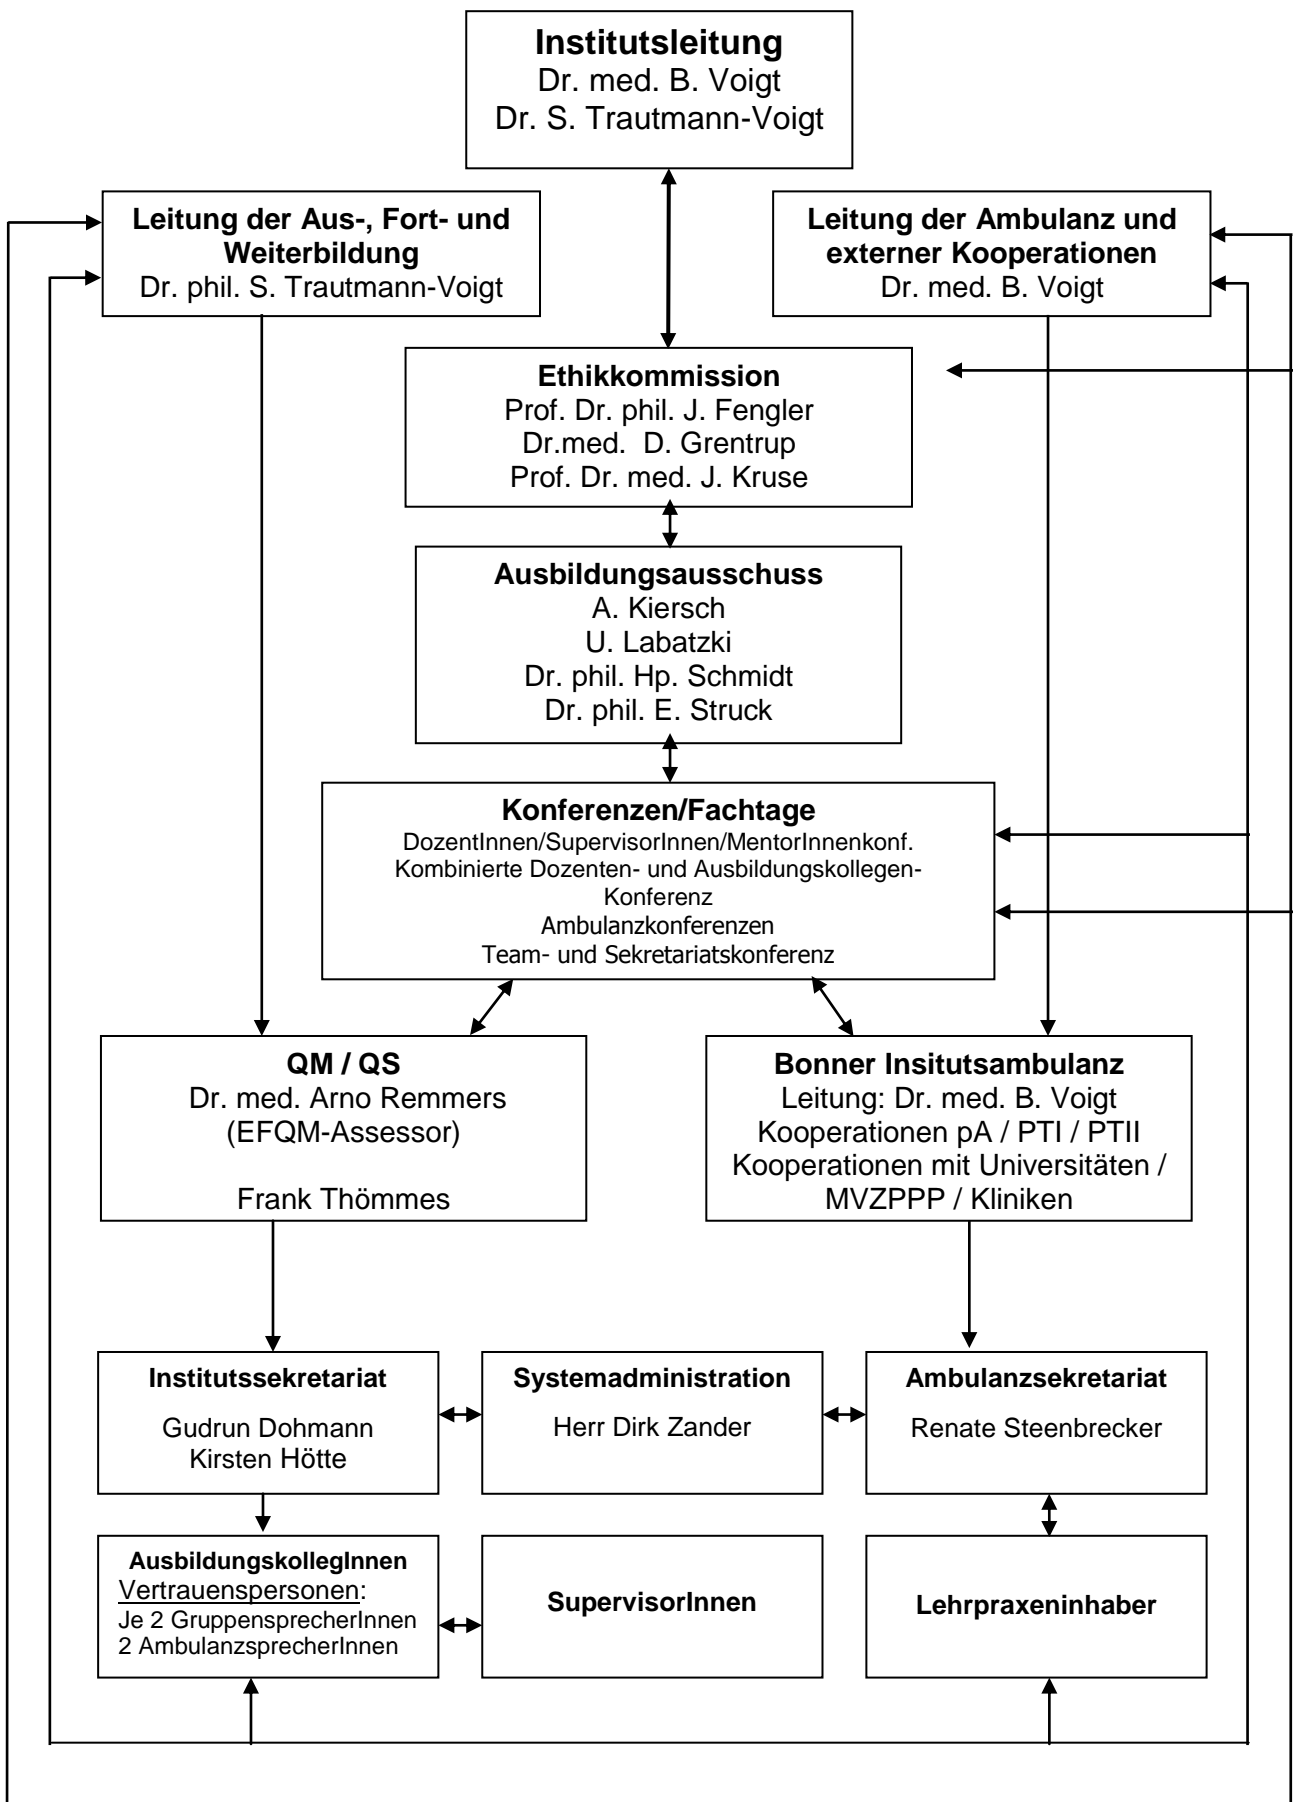 Institutsleitung
Dr. med. B. Voigt
Dr. S. Trautmann-Voigt
Leitung der Aus-, Fort- und
Weiterbildung
Dr. phil. S. Trautmann-Voigt
Leitung der Ambulanz und
externer Kooperationen
Dr. med. B. Voigt
Ethikkommission
Prof. Dr. phil. J. Fengler
Dr.med.  D. Grentrup
Prof. Dr. med. J. Kruse
Ausbildungsausschuss
A. Kiersch
U. Labatzki
Dr. phil. Hp. Schmidt
Dr. phil. E. Struck
Konferenzen/Fachtage
DozentInnen/SupervisorInnen/MentorInnenkonf.
Kombinierte Dozenten- und Ausbildungskollegen-
Konferenz
Ambulanzkonferenzen
Team- und Sekretariatskonferenz
QM / QS
Dr. med. Arno Remmers
(EFQM-Assessor)
Frank Thömmes
Bonner Insitutsambulanz
Leitung: Dr. med. B. Voigt
Kooperationen pA / PTI / PTII
Kooperationen mit Universitäten /
MVZPPP / Kliniken
Institutssekretariat
Gudrun Dohmann
Kirsten Hötte
Systemadministration
Herr Dirk Zander
Ambulanzsekretariat
Renate Steenbrecker
AusbildungskollegInnen
Vertrauenspersonen:
Je 2 GruppensprecherInnen
2 AmbulanzsprecherInnen
SupervisorInnen
Lehrpraxeninhaber